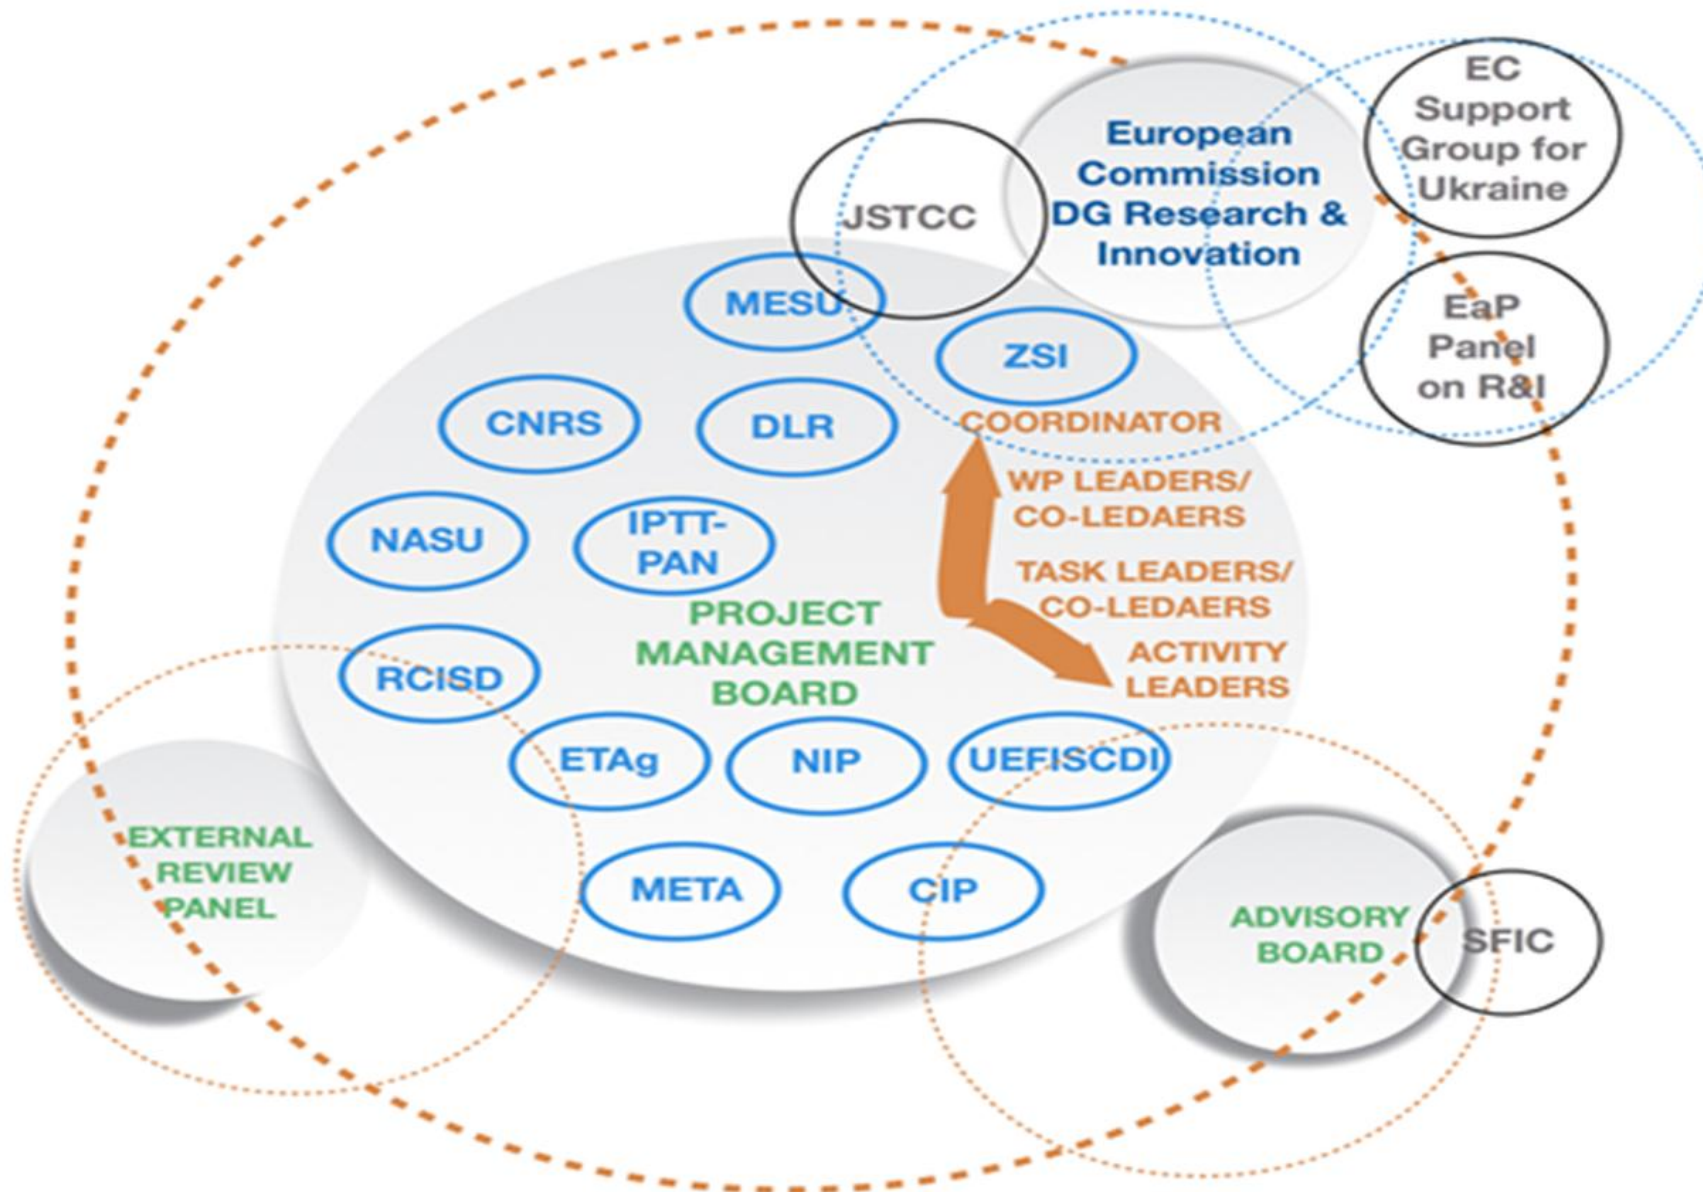 EC
Support
Group for
Ukraine
European
Commission
DG Research &
Innovation
JSTCC
EaP
Panel
on R&I
MESU
ZSI
CNRS
DLR
COORDINATOR
WP LEADERS/
CO-LEDAERS
NASU
IPTT-
PAN
TASK LEADERS/
CO-LEDAERS
PROJECT
MANAGEMENT
BOARD
ACTIVITY
LEADERS
RCISD
ETAg
NIP
UEFISCDI
EXTERNAL
REVIEW
PANEL
META
CIP
ADVISORY
BOARD
SFIC